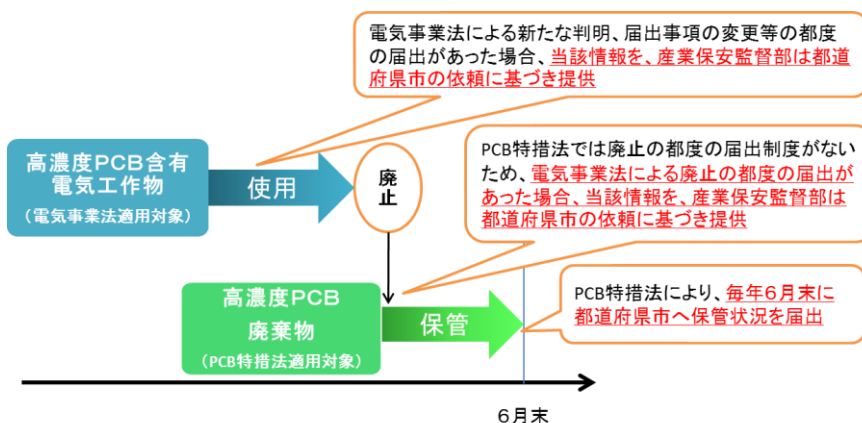 電気事業法による新たな判明、届出事項の変更等の都度
の届出があった場合、当該情報を、産業保安監督部は都道
府県市の依頼に基づき提供
高濃度PCB含有
電気工作物
（電気事業法適用対象）
使用
廃止
PCB特措法では廃止の都度の届出制度がない
ため、電気事業法による廃止の都度の届出が
あった場合、当該情報を、産業保安監督部は
都道府県市の依頼に基づき提供
高濃度PCB
廃棄物
（PCB特措法適用対象）
保管
PCB特措法により、毎年６月末に
都道府県市へ保管状況を届出
６月末